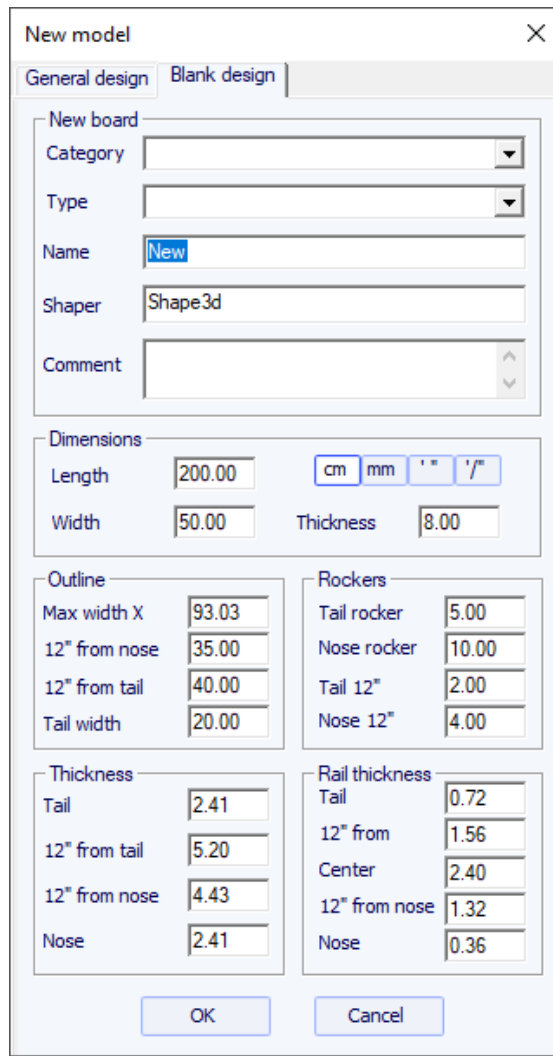 New model
General design Blank design
New board
Category
Type
Name New
Shaper Shape3d
Comment
Dimensions
Length 200.00 cm mm ' " '/"
Width 50.00 Thickness 8.00
Outline
Max width X 93.03
12" from nose 35.00
12" from tail 40.00
Tail width 20.00
Rockers
Tail rocker 5.00
Nose rocker 10.00
Tail 12" 2.00
Nose 12" 4.00
Thickness
Tail 2.41
12" from tail 5.20
12" from nose 4.43
Nose 2.41
Rail thickness
Tail 0.72
12" from 1.56
Center 2.40
12" from nose 1.32
Nose 0.36
OK Cancel